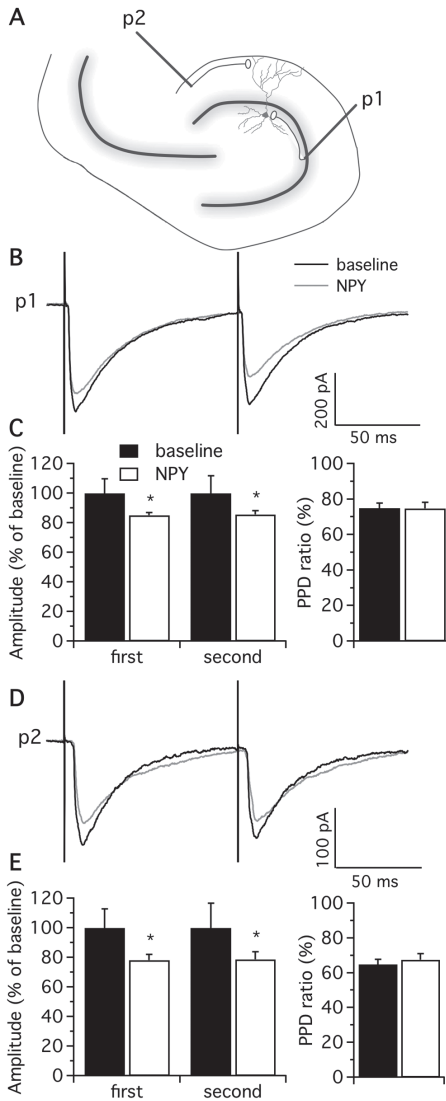 A
p2
p1
B
baseline
NPY
p1
200 pA
50 ms
C
baseline
NPY
Amplitude (% of baseline)
120
100
80
60
40
20
0
first second
PPD ratio (%)
100
80
60
40
20
0
* *
D
p2
100 pA
50 ms
E
Amplitude (% of baseline)
120
100
80
60
40
20
0
first second
PPD ratio (%)
100
80
60
40
20
0
* *